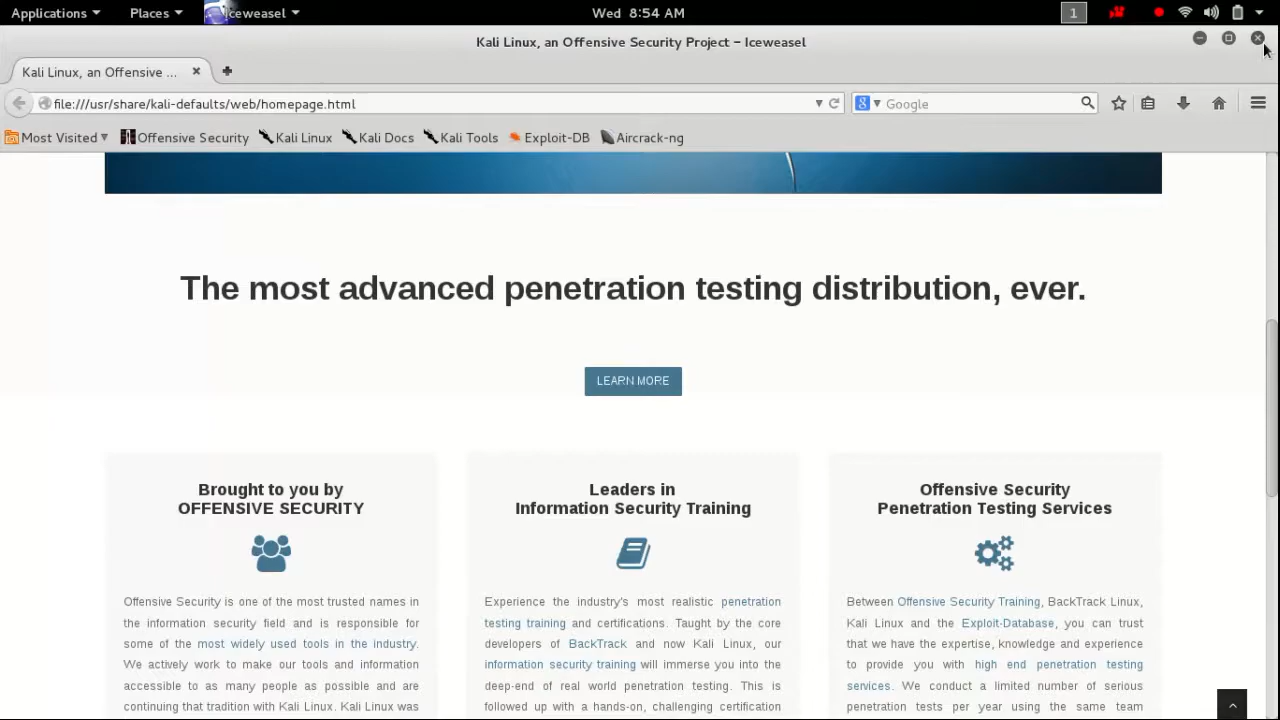 Applications Places Iceweasel Wed 8:54 AM 1
Kali Linux, an Offensive Security Project - Iceweasel
Kali Linux, an Offensive ...
file:///usr/share/kali-defaults/web/homepage.html Google
Most Visited Offensive Security Kali Linux Kali Docs Kali Tools Exploit-DB Aircrack-ng
The most advanced penetration testing distribution, ever.
LEARN MORE
Brought to you by
OFFENSIVE SECURITY
Offensive Security is one of the most trusted names in
the information security field and is responsible for
some of the most widely used tools in the industry.
We actively work to make our tools and information
accessible to as many people as possible and are
continuing that tradition with Kali Linux. Kali Linux was
Leaders in
Information Security Training
Experience the industry's most realistic penetration
testing training and certifications. Taught by the core
developers of BackTrack and now Kali Linux, our
information security training will immerse you into the
deep-end of real world penetration testing. This is
followed up with a hands-on, challenging certification
Offensive Security
Penetration Testing Services
Between Offensive Security Training, BackTrack Linux,
Kali Linux and the Exploit-Database, you can trust
that we have the expertise, knowledge and experience
to provide you with high end penetration testing
services. We conduct a limited number of serious
penetration tests per year using the same team